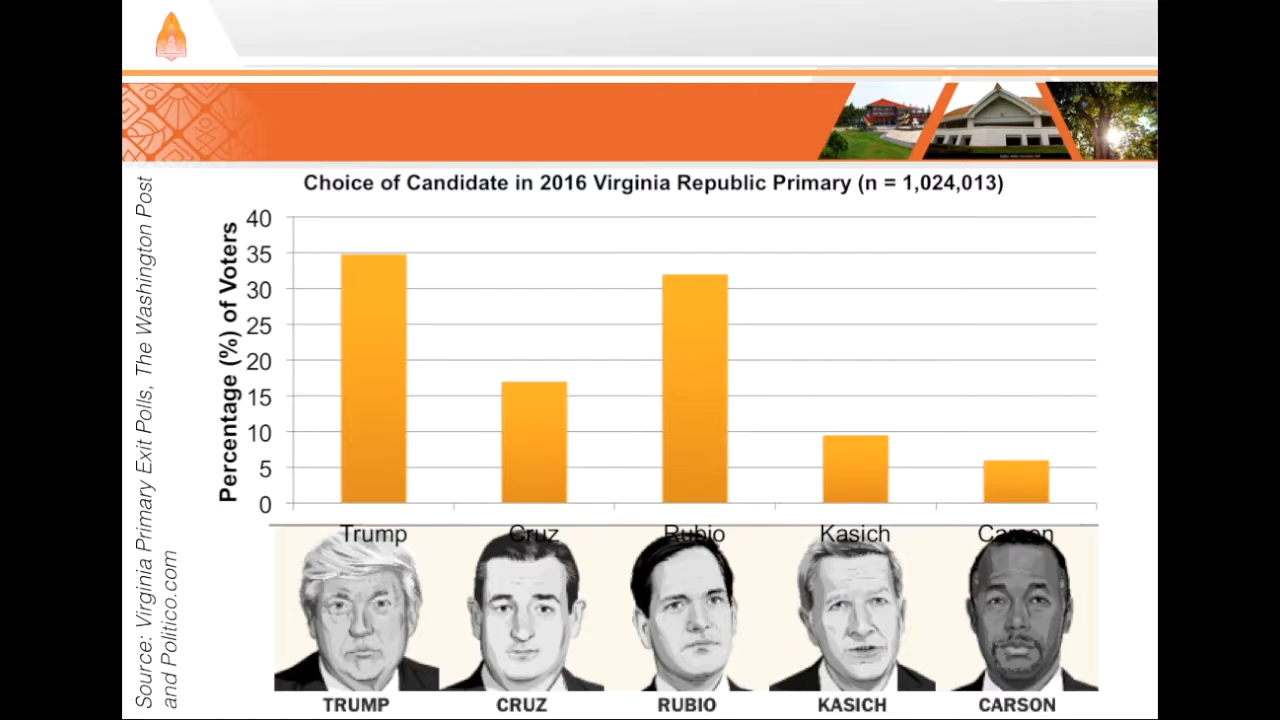 Choice of Candidate in 2016 Virginia Republic Primary (n = 1,024,013)
Source: Virginia Primary Exit Polls, The Washington Post
and Politico.com
Percentage (%) of Voters
40
35
30
25
20
15
10
5
0
Trump Cruz Rubio Kasich Carson
TRUMP CRUZ RUBIO KASICH CARSON